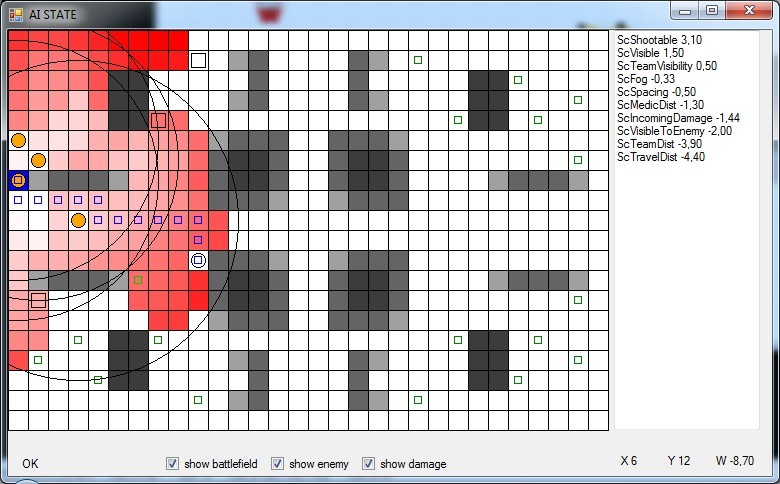 AI STATE
ScShootable 3,10
ScVisible 1,50
ScTeamVisibility 0,50
ScFog -0,33
ScSpacing -0,50
ScMedicDist -1,30
ScIncomingDamage -1,44
ScVisibleToEnemy -2,00
ScTeamDist -3,90
ScTravelDist -4,40
OK
show battlefield
show enemy
show damage
X 6
Y 12
W -8,70